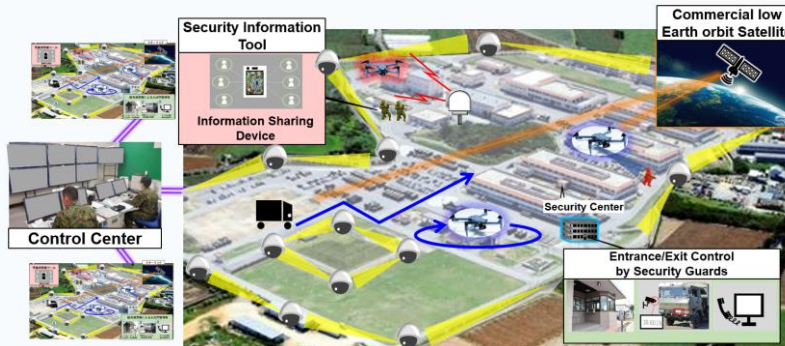 Security Information
Tool
Information Sharing
Device
Commercial low
Earth orbit Satellite
Control Center
Security Center
Entrance/Exit Control
by Security Guards